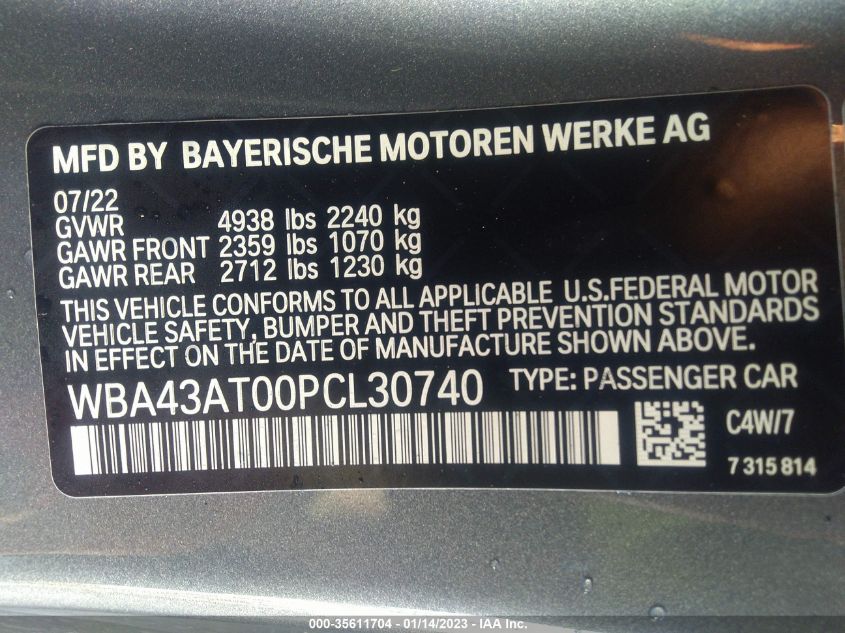 MFD BY BAYERISCHE MOTOREN WERKE AG
07/22
GVWR 4938 lbs 2240 kg
GAWR FRONT 2359 lbs 1070 kg
GAWR REAR 2712 lbs 1230 kg
THIS VEHICLE CONFORMS TO ALL APPLICABLE U.S.FEDERAL MOTOR
VEHICLE SAFETY, BUMPER AND THEFT PREVENTION STANDARDS
IN EFFECT ON THE DATE OF MANUFACTURE SHOWN ABOVE.
WBA43AT00PCL30740 TYPE: PASSENGER CAR
C4W/7
7 315 814
000-35611704 - 01/14/2023 - IAA Inc.